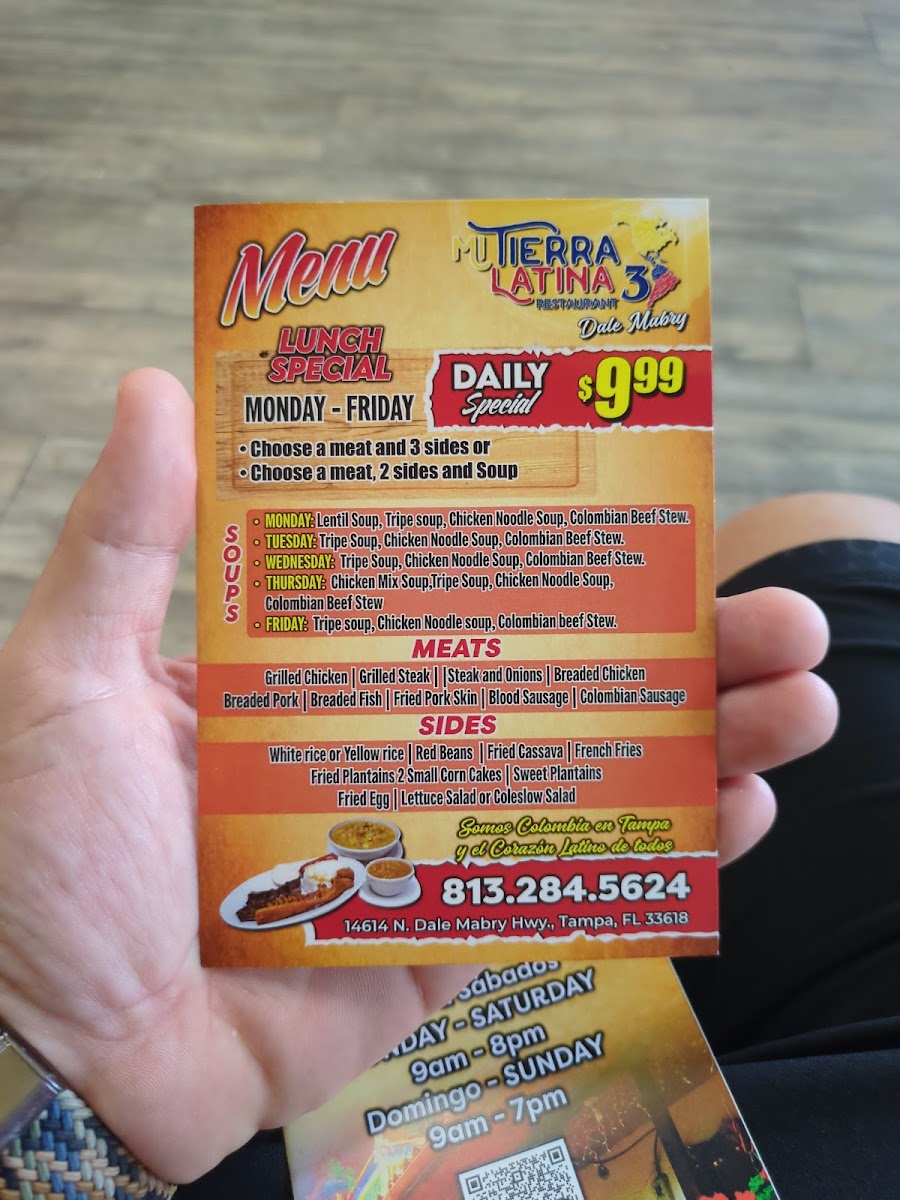 Menu
MU TIERRA
LATINA 3
RESTAURANT
Dale Mabry
LUNCH
SPECIAL
MONDAY - FRIDAY
DAILY
Special
$9.99
• Choose a meat and 3 sides or
• Choose a meat, 2 sides and Soup
SOUPS
• MONDAY: Lentil Soup, Tripe soup, Chicken Noodle Soup, Colombian Beef Stew.
• TUESDAY: Tripe Soup, Chicken Noodle Soup, Colombian Beef Stew.
• WEDNESDAY: Tripe Soup, Chicken Noodle Soup, Colombian Beef Stew.
• THURSDAY: Chicken Mix Soup,Tripe Soup, Chicken Noodle Soup,
Colombian Beef Stew
• FRIDAY: Tripe soup, Chicken Noodle soup, Colombian beef Stew.
MEATS
Grilled Chicken | Grilled Steak | |Steak and Onions | Breaded Chicken
Breaded Pork | Breaded Fish | Fried Pork Skin | Blood Sausage | Colombian Sausage
SIDES
White rice or Yellow rice | Red Beans | Fried Cassava | French Fries
Fried Plantains 2 Small Corn Cakes | Sweet Plantains
Fried Egg | Lettuce Salad or Coleslow Salad
Somos Colombia en Tampa
y el Corazón Latino de todos
813.284.5624
14614 N. Dale Mabry Hwy., Tampa, FL 33618
Sábados
- SATURDAY
9am - 8pm
Domingo - SUNDAY
9am - 7pm